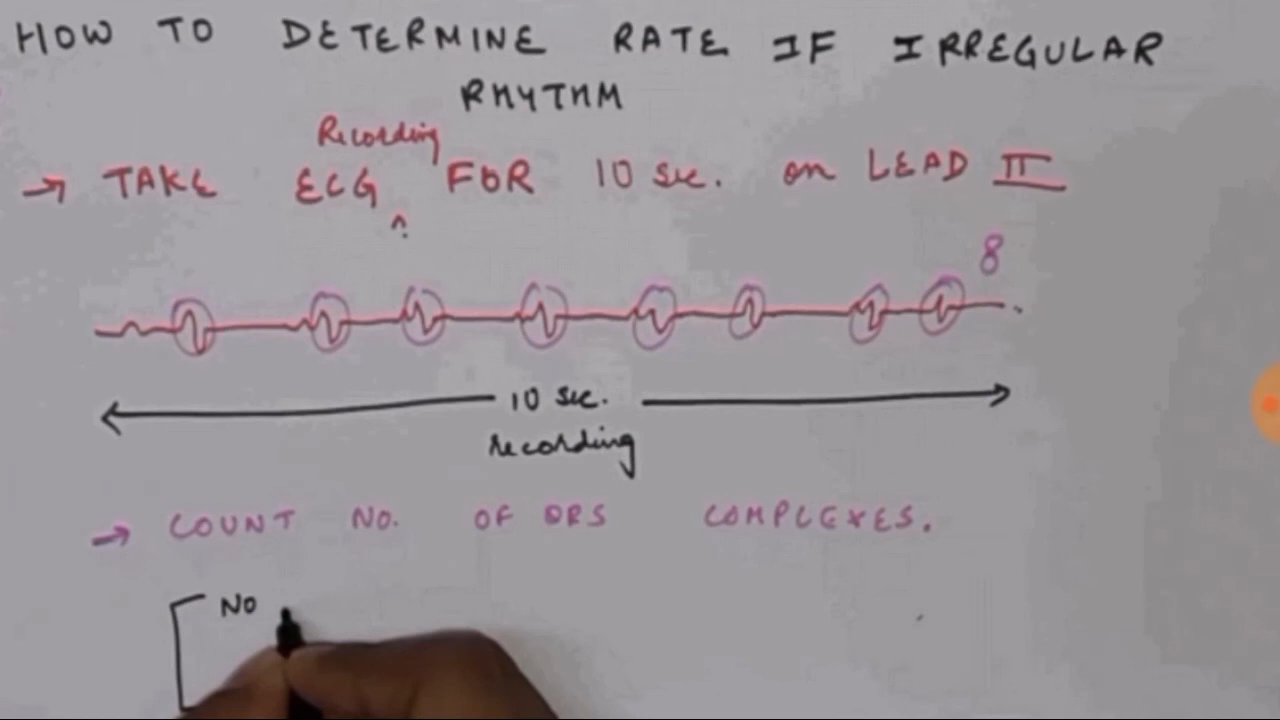 HOW TO DETERMINE RATE IF IRREGULAR
RHYTHM
Recording
→ TAKE ECG ^ FOR 10 sec. on LEAD II
8
10 sec.
recording
→ COUNT NO. OF QRS COMPLEXES.
NO